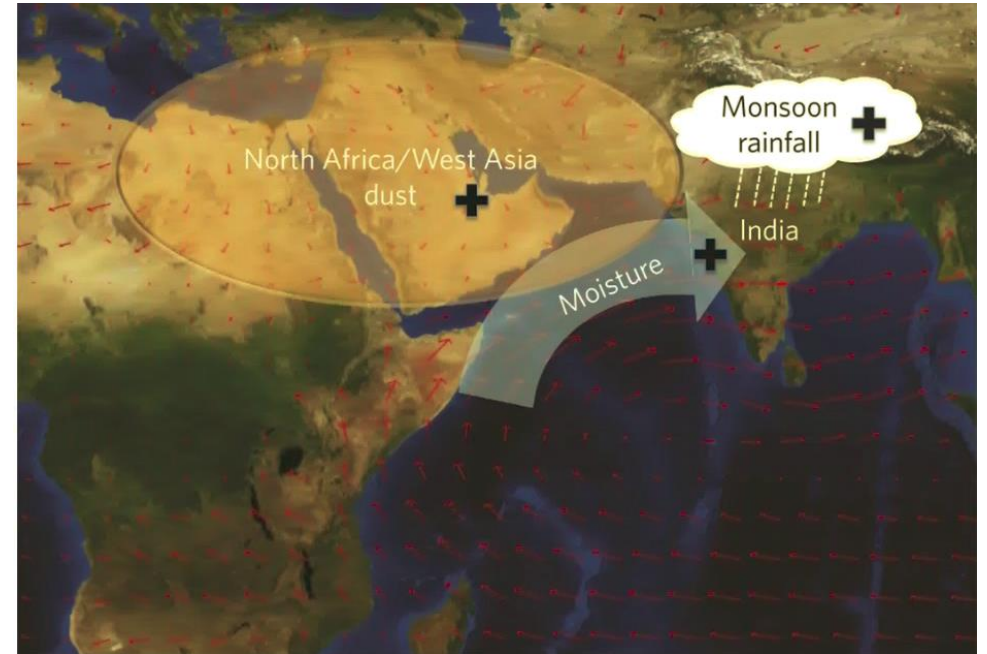 Monsoon
rainfall
North Africa/West Asia
dust
India
Moisture